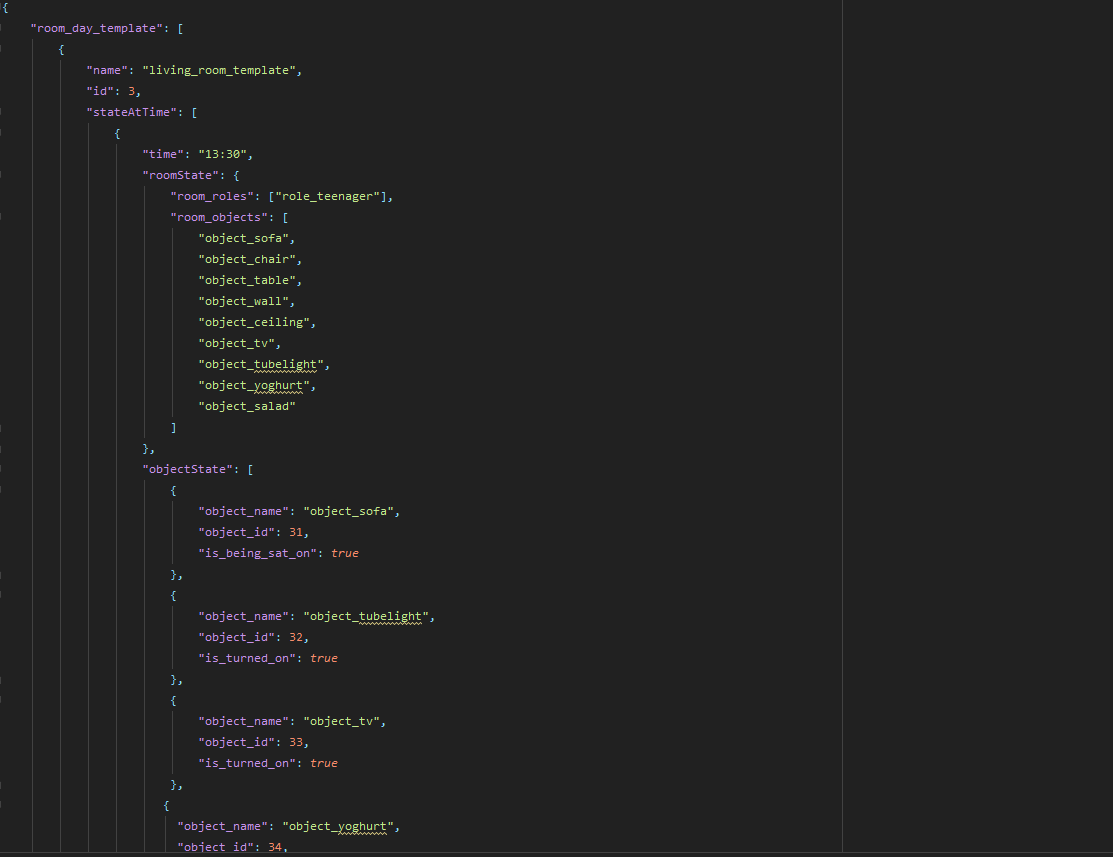 {
"room_day_template": [
{
"name": "living_room_template",
"id": 3,
"stateAtTime": [
{
"time": "13:30",
"roomState": {
"room_roles": ["role_teenager"],
"room_objects": [
"object_sofa",
"object_chair",
"object_table",
"object_wall",
"object_ceiling",
"object_tv",
"object_tubelight",
"object_yoghurt",
"object_salad"
]
},
"objectState": [
{
"object_name": "object_sofa",
"object_id": 31,
"is_being_sat_on": true
},
{
"object_name": "object_tubelight",
"object_id": 32,
"is_turned_on": true
},
{
"object_name": "object_tv",
"object_id": 33,
"is_turned_on": true
},
{
"object_name": "object_yoghurt",
"object_id": 34,